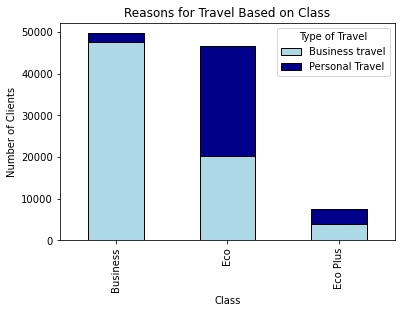 Reasons for Travel Based on Class
Type of Travel
Business travel
Personal Travel
Number of Clients
50000
40000
30000
20000
10000
0
Business
Eco
Eco Plus
Class